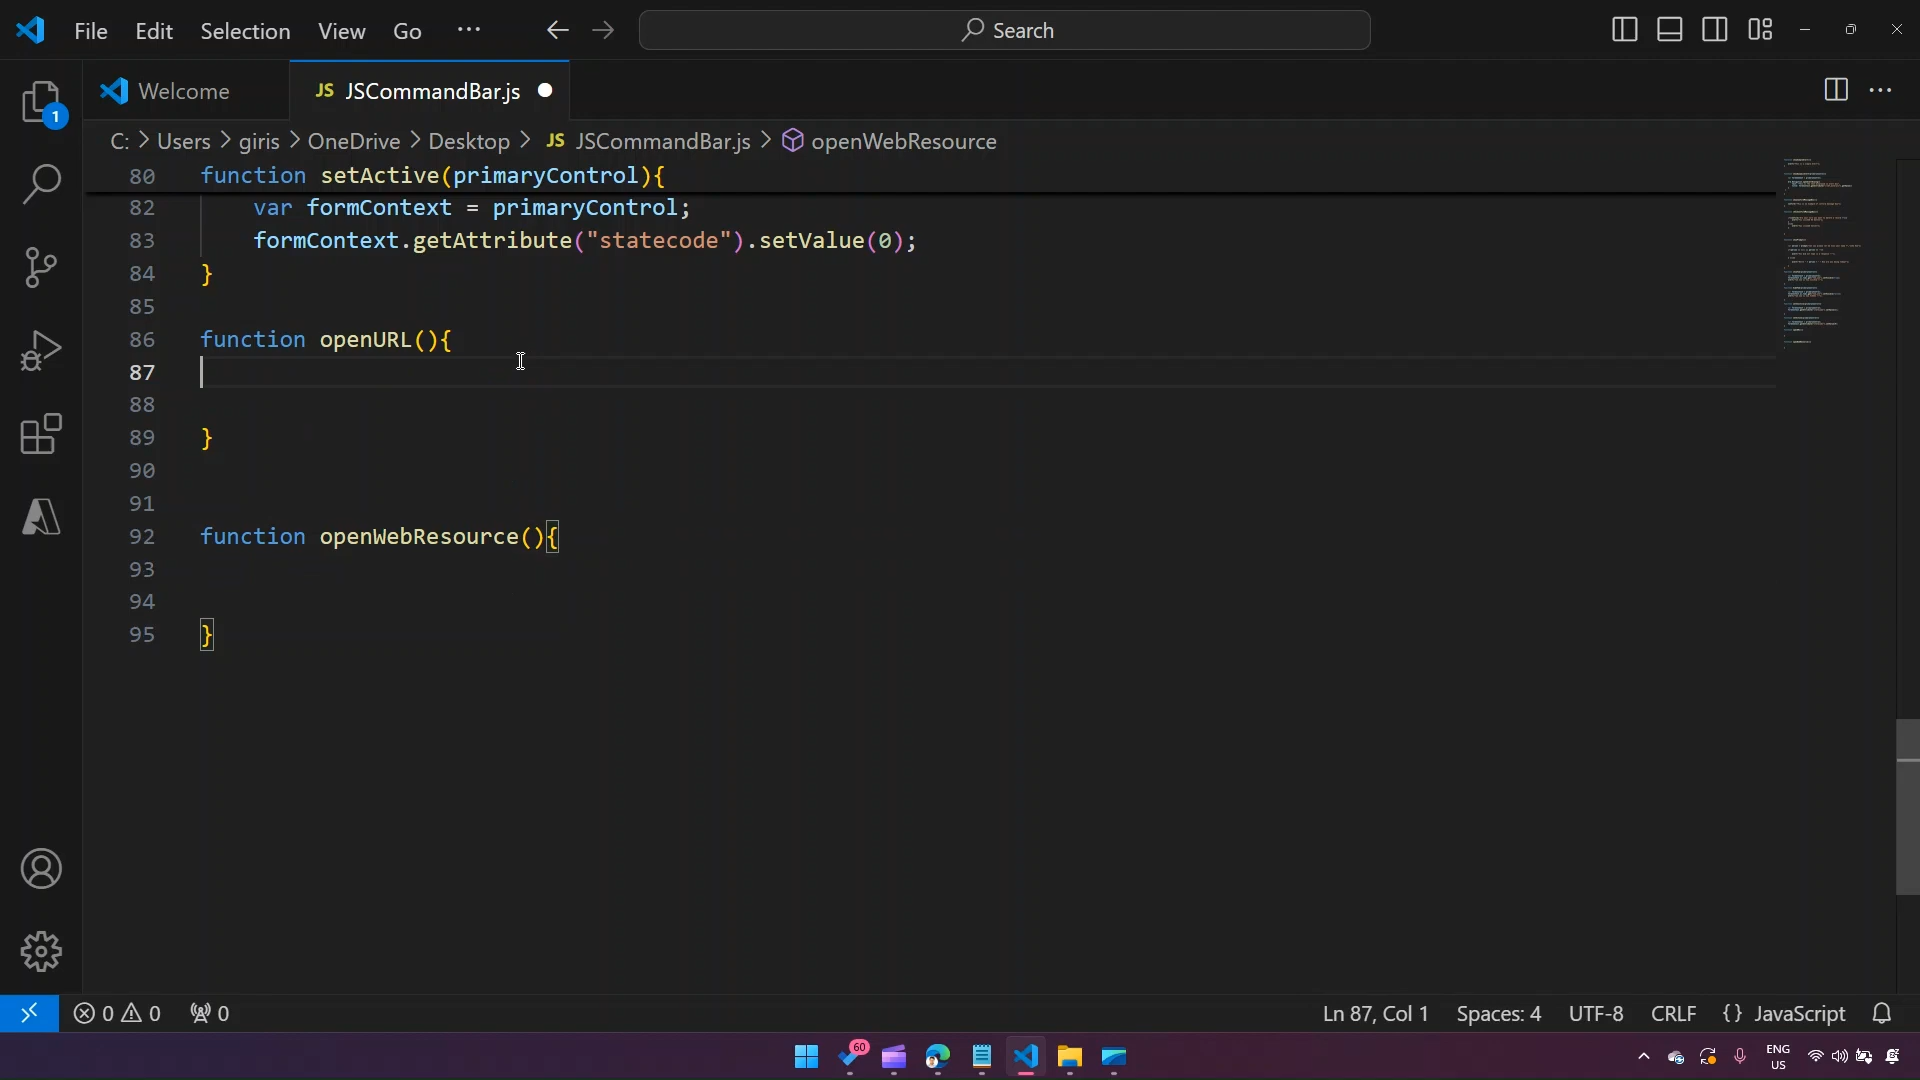 File Edit Selection View Go ··· Search
Welcome JS JSCommandBar.js
1
C: > Users > giris > OneDrive > Desktop > JS JSCommandBar.js > openWebResource
80 function setActive(primaryControl){
82 var formContext = primaryControl;
83 formContext.getAttribute("statecode").setValue(0);
84 }
85
86 function openURL(){
87
88
89 }
90
91
92 function openWebResource(){
93
94
95 }
0 0 0 Ln 87, Col 1 Spaces: 4 UTF-8 CRLF {} JavaScript
60 ENG
US